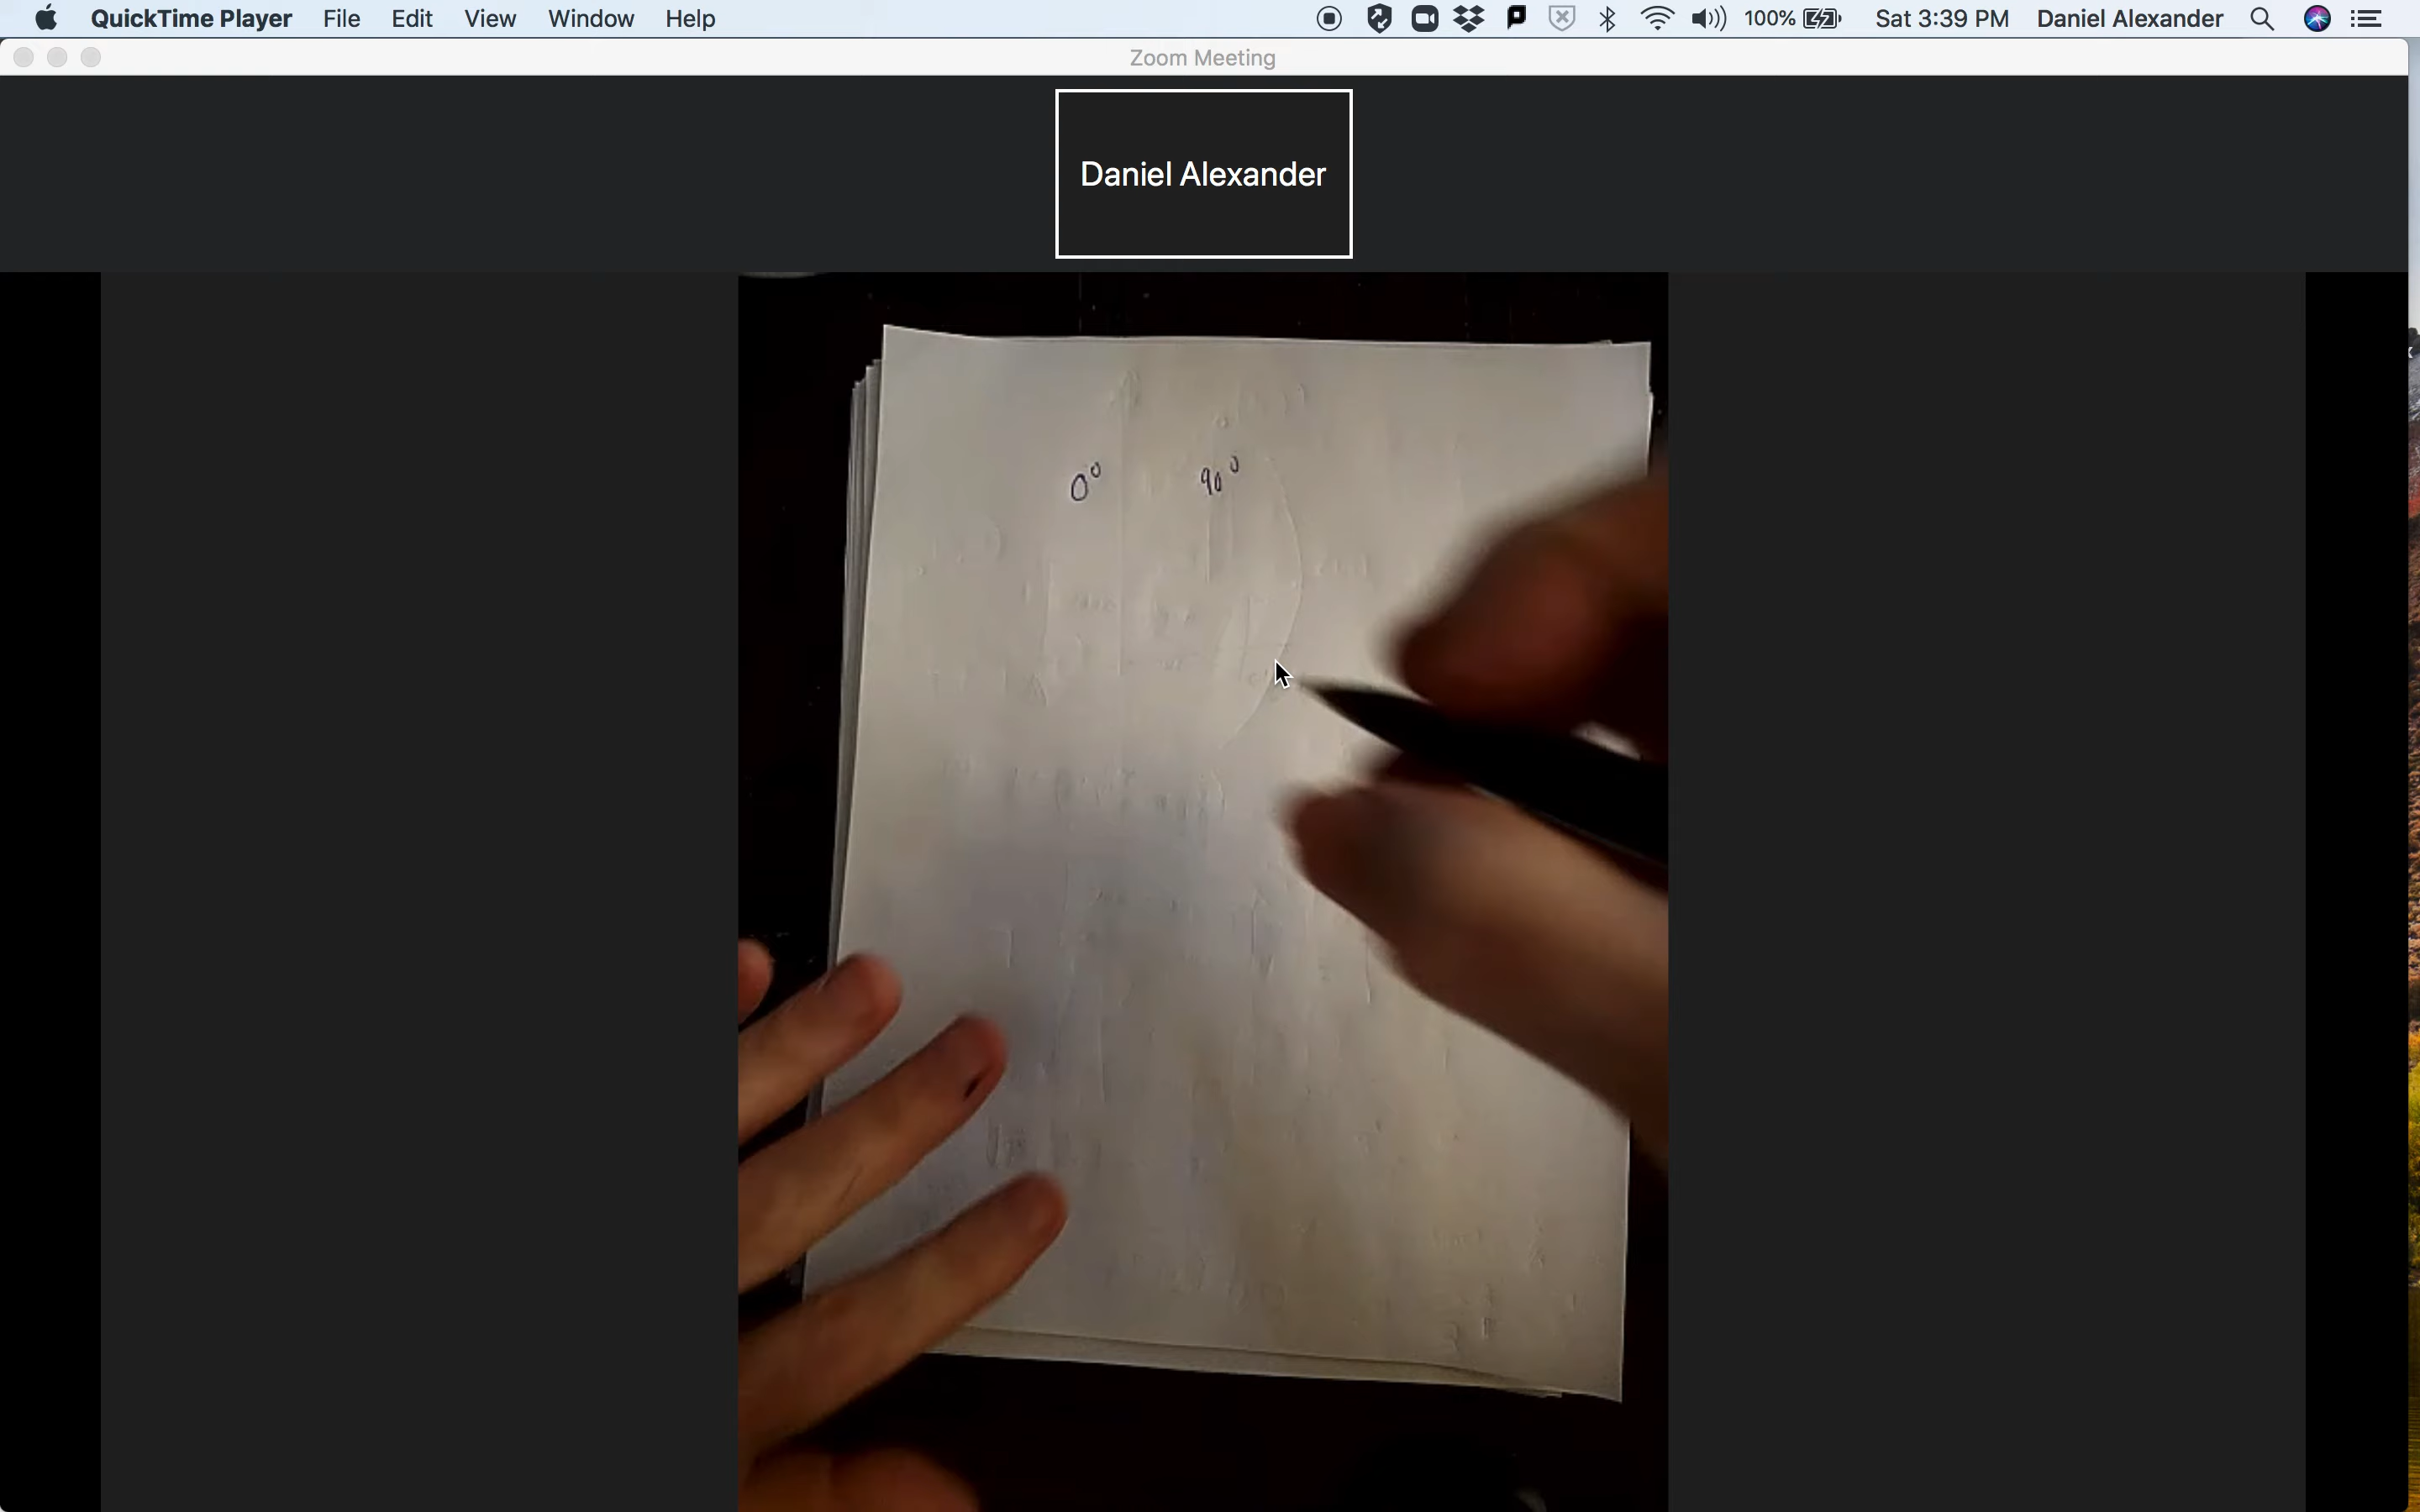 QuickTime Player File Edit View Window Help 100% Sat 3:39 PM Daniel Alexander
Zoom Meeting
Daniel Alexander
0° 90°